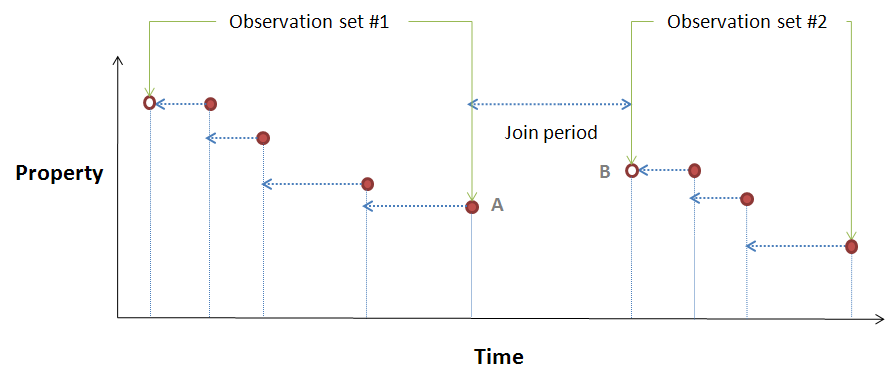 Observation set #1
Observation set #2
Join period
Property
B
A
Time